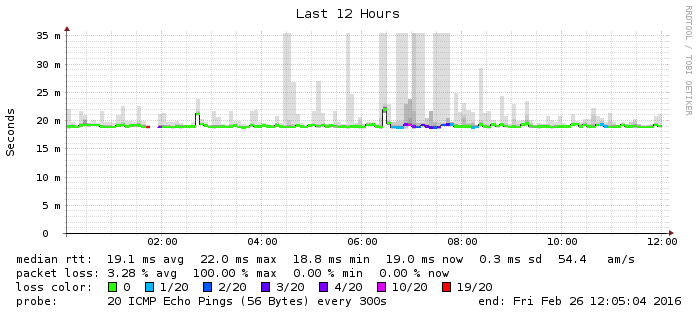 Last 12 Hours
RRDTOOL / TOBI OETIKER
Seconds
35 m
30 m
25 m
20 m
15 m
10 m
5 m
0
02:00 04:00 06:00 08:00 10:00 12:00
median rtt: 19.1 ms avg 22.0 ms max 18.8 ms min 19.0 ms now 0.3 ms sd 54.4 am/s
packet loss: 3.28 % avg 100.00 % max 0.00 % min 0.00 % now
loss color: 0 1/20 2/20 3/20 4/20 10/20 19/20
probe: 20 ICMP Echo Pings (56 Bytes) every 300s end: Fri Feb 26 12:05:04 2016